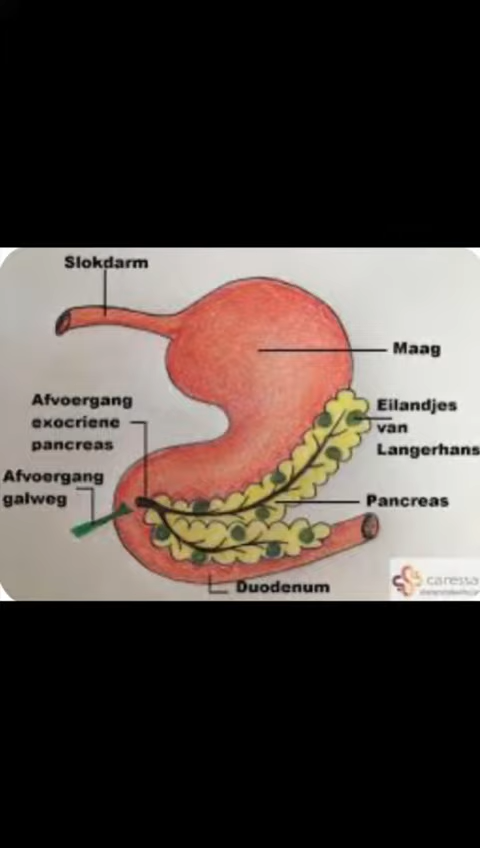 Slokdarm
Maag
Afvoergang
exocriene
pancreas
Eilandjes
van
Langerhans
Afvoergang
galweg
Pancreas
Duodenum
caressa